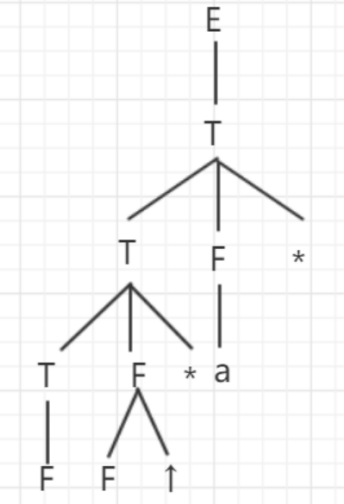 E
T
T F *
T F * a
F F ↑